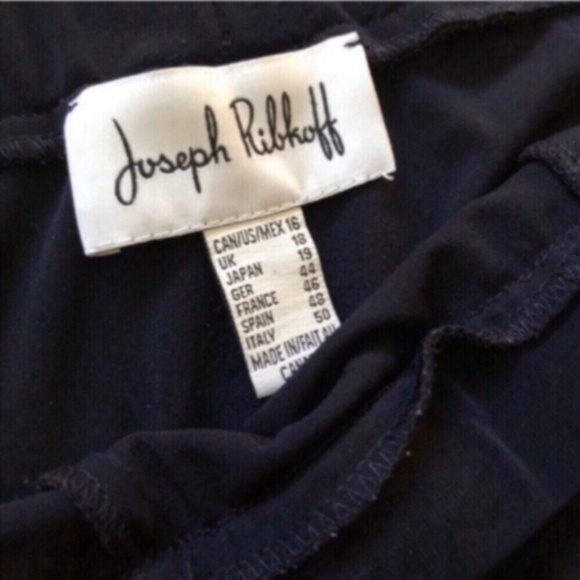 Joseph Ribkoff
CAN/US/MEX 16
UK 18
JAPAN 19
GER 44
FRANCE 46
SPAIN 48
ITALY 50
MADE IN/FAIT AU
CAN